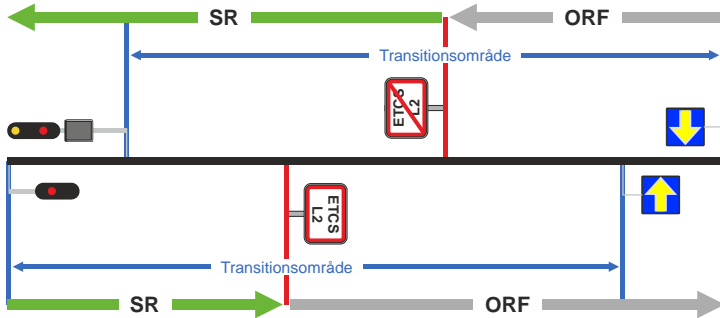 SR ORF
Transitionsområde
ETCS
L2
ETCS
L2
Transitionsområde
SR ORF